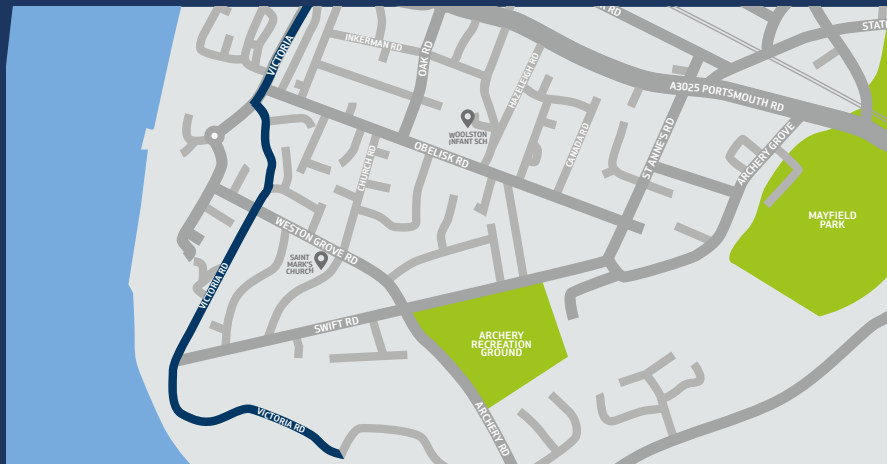 VICTORIA
INKERMAN RD
OAK RD
HAZELEIGH RD
RD
STAT
A3025 PORTSMOUTH RD
WOOLSTON
INFANT SCH
OBELISK RD
CHURCH RD
CANADA RD
ST ANNE'S RD
ARCHERY GROVE
MAYFIELD
PARK
WESTON GROVE RD
SAINT
MARK'S
CHURCH
VICTORIA RD
SWIFT RD
ARCHERY
RECREATION
GROUND
VICTORIA RD
ARCHERY RD